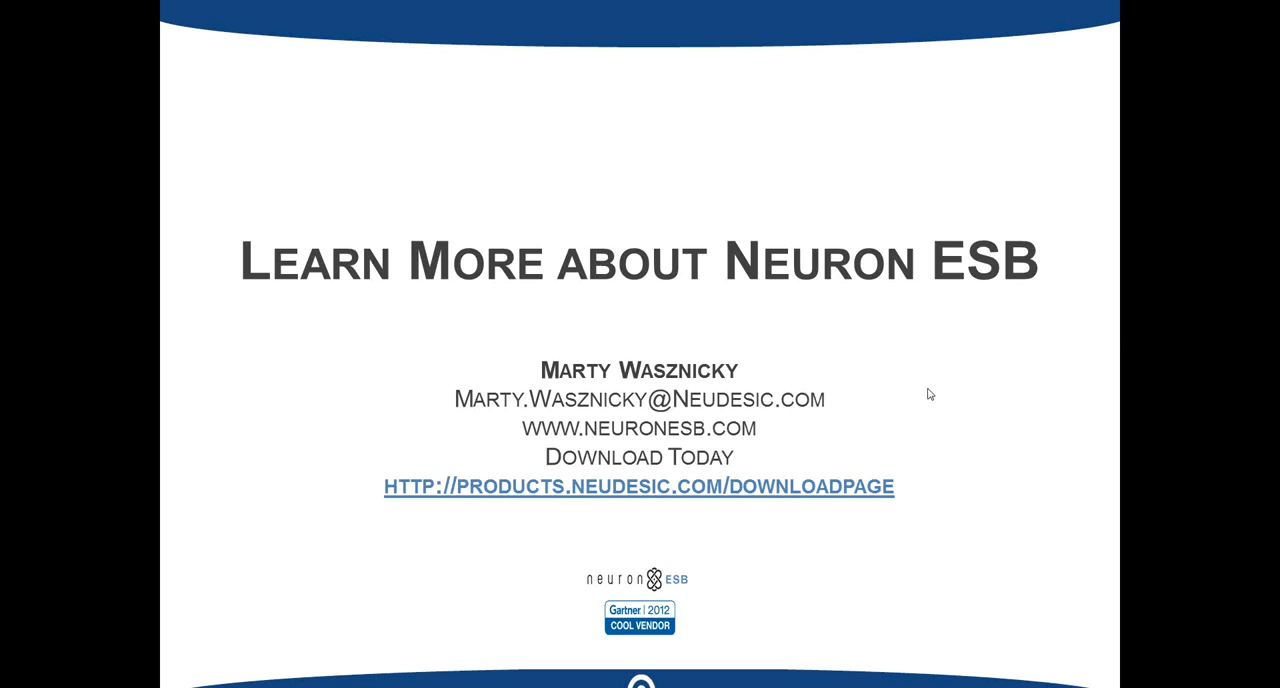 LEARN MORE ABOUT NEURON ESB
MARTY WASZNICKY
MARTY.WASZNICKY@NEUDESIC.COM
WWW.NEURONESB.COM
DOWNLOAD TODAY
HTTP://PRODUCTS.NEUDESIC.COM/DOWNLOADPAGE
neuron ESB
Gartner | 2012
COOL VENDOR